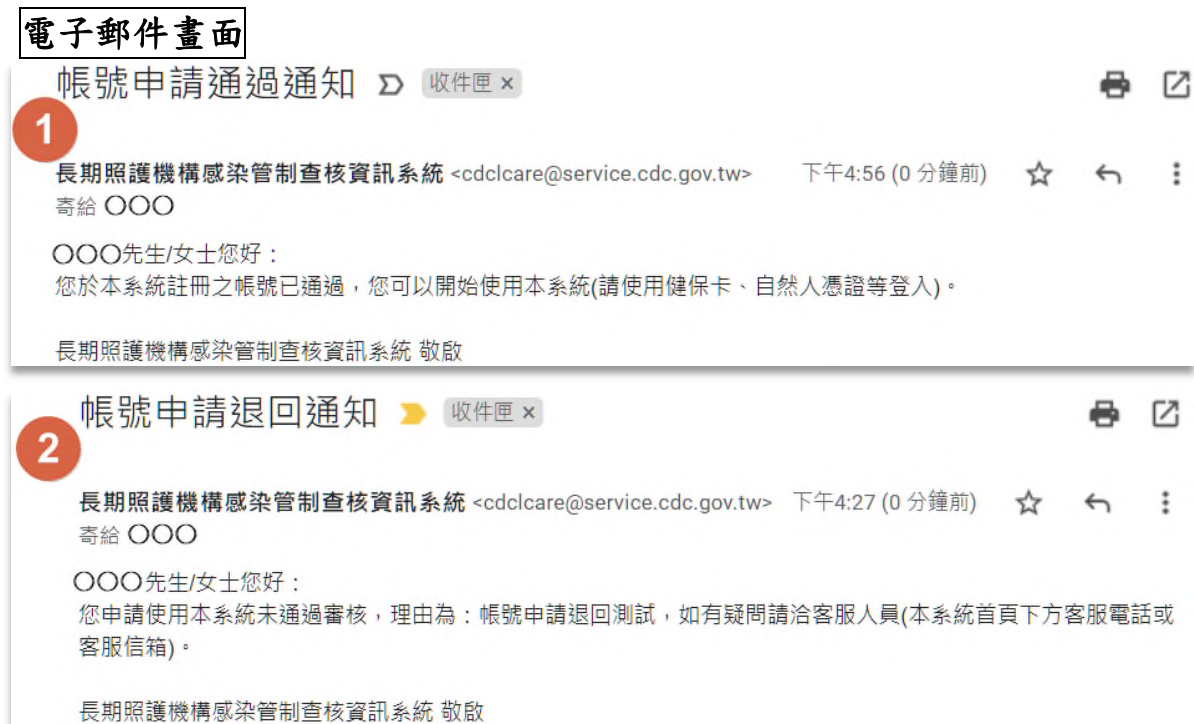 電子郵件畫面
帳號申請通過通知 收件匣 ×
1
長期照護機構感染管制查核資訊系統 <cdclcare@service.cdc.gov.tw> 下午4:56 (0 分鐘前)
寄給 〇〇〇
〇〇〇先生/女士您好：
您於本系統註冊之帳號已通過，您可以開始使用本系統(請使用健保卡、自然人憑證等登入)。
長期照護機構感染管制查核資訊系統 敬啟
帳號申請退回通知 收件匣 ×
2
長期照護機構感染管制查核資訊系統 <cdclcare@service.cdc.gov.tw> 下午4:27 (0 分鐘前)
寄給 〇〇〇
〇〇〇先生/女士您好：
您申請使用本系統未通過審核，理由為：帳號申請退回測試，如有疑問請洽客服人員(本系統首頁下方客服電話或
客服信箱)。
長期照護機構感染管制查核資訊系統 敬啟